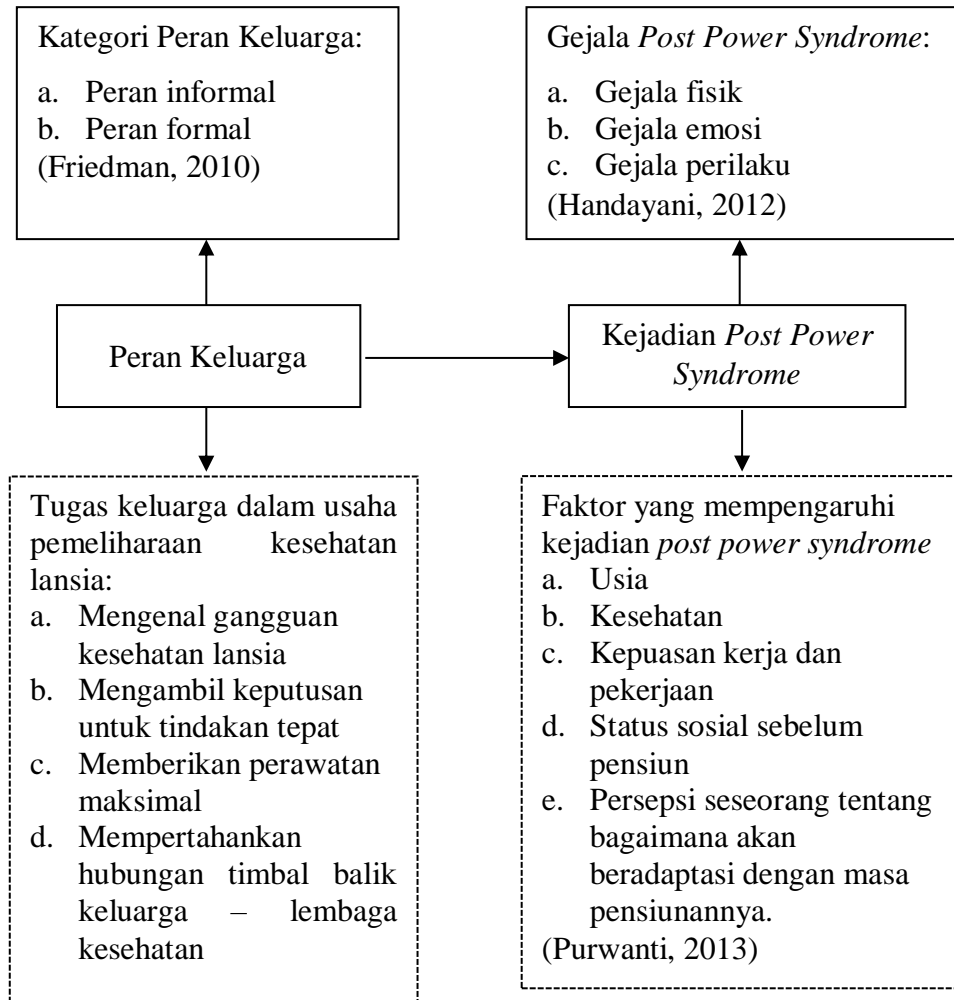 Kategori Peran Keluarga:
a. Peran informal
b. Peran formal
(Friedman, 2010)
Gejala Post Power Syndrome:
a. Gejala fisik
b. Gejala emosi
c. Gejala perilaku
(Handayani, 2012)
Peran Keluarga
Kejadian Post Power
Syndrome
Tugas keluarga dalam usaha
pemeliharaan kesehatan
lansia:
a. Mengenal gangguan
kesehatan lansia
b. Mengambil keputusan
untuk tindakan tepat
c. Memberikan perawatan
maksimal
d. Mempertahankan
hubungan timbal balik
keluarga – lembaga
kesehatan
Faktor yang mempengaruhi
kejadian post power syndrome
a. Usia
b. Kesehatan
c. Kepuasan kerja dan
pekerjaan
d. Status sosial sebelum
pensiun
e. Persepsi seseorang tentang
bagaimana akan
beradaptasi dengan masa
pensiunannya.
(Purwanti, 2013)